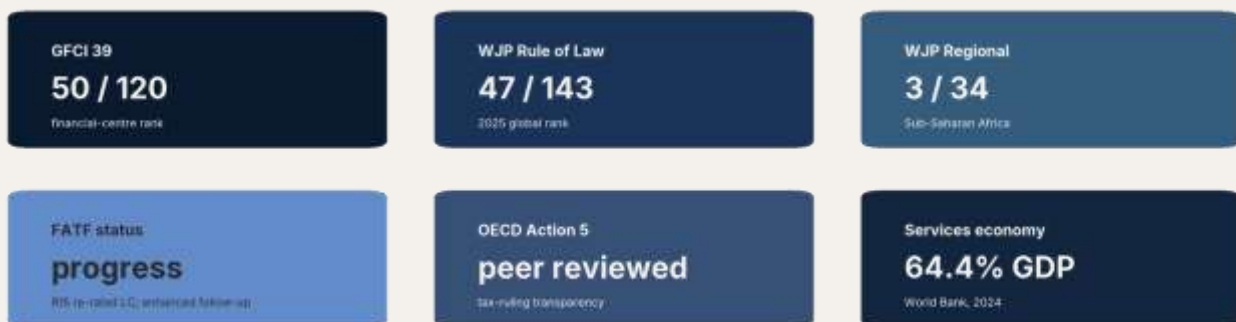 GFCI 39
50 / 120
financial-centre rank
WJP Rule of Law
47 / 143
2025 global rank
WJP Regional
3 / 34
Sub-Saharan Africa
FATF status
progress
R15 re-rated LC; enhanced follow-up
OECD Action 5
peer reviewed
tax-ruling transparency
Services economy
64.4% GDP
World Bank, 2024